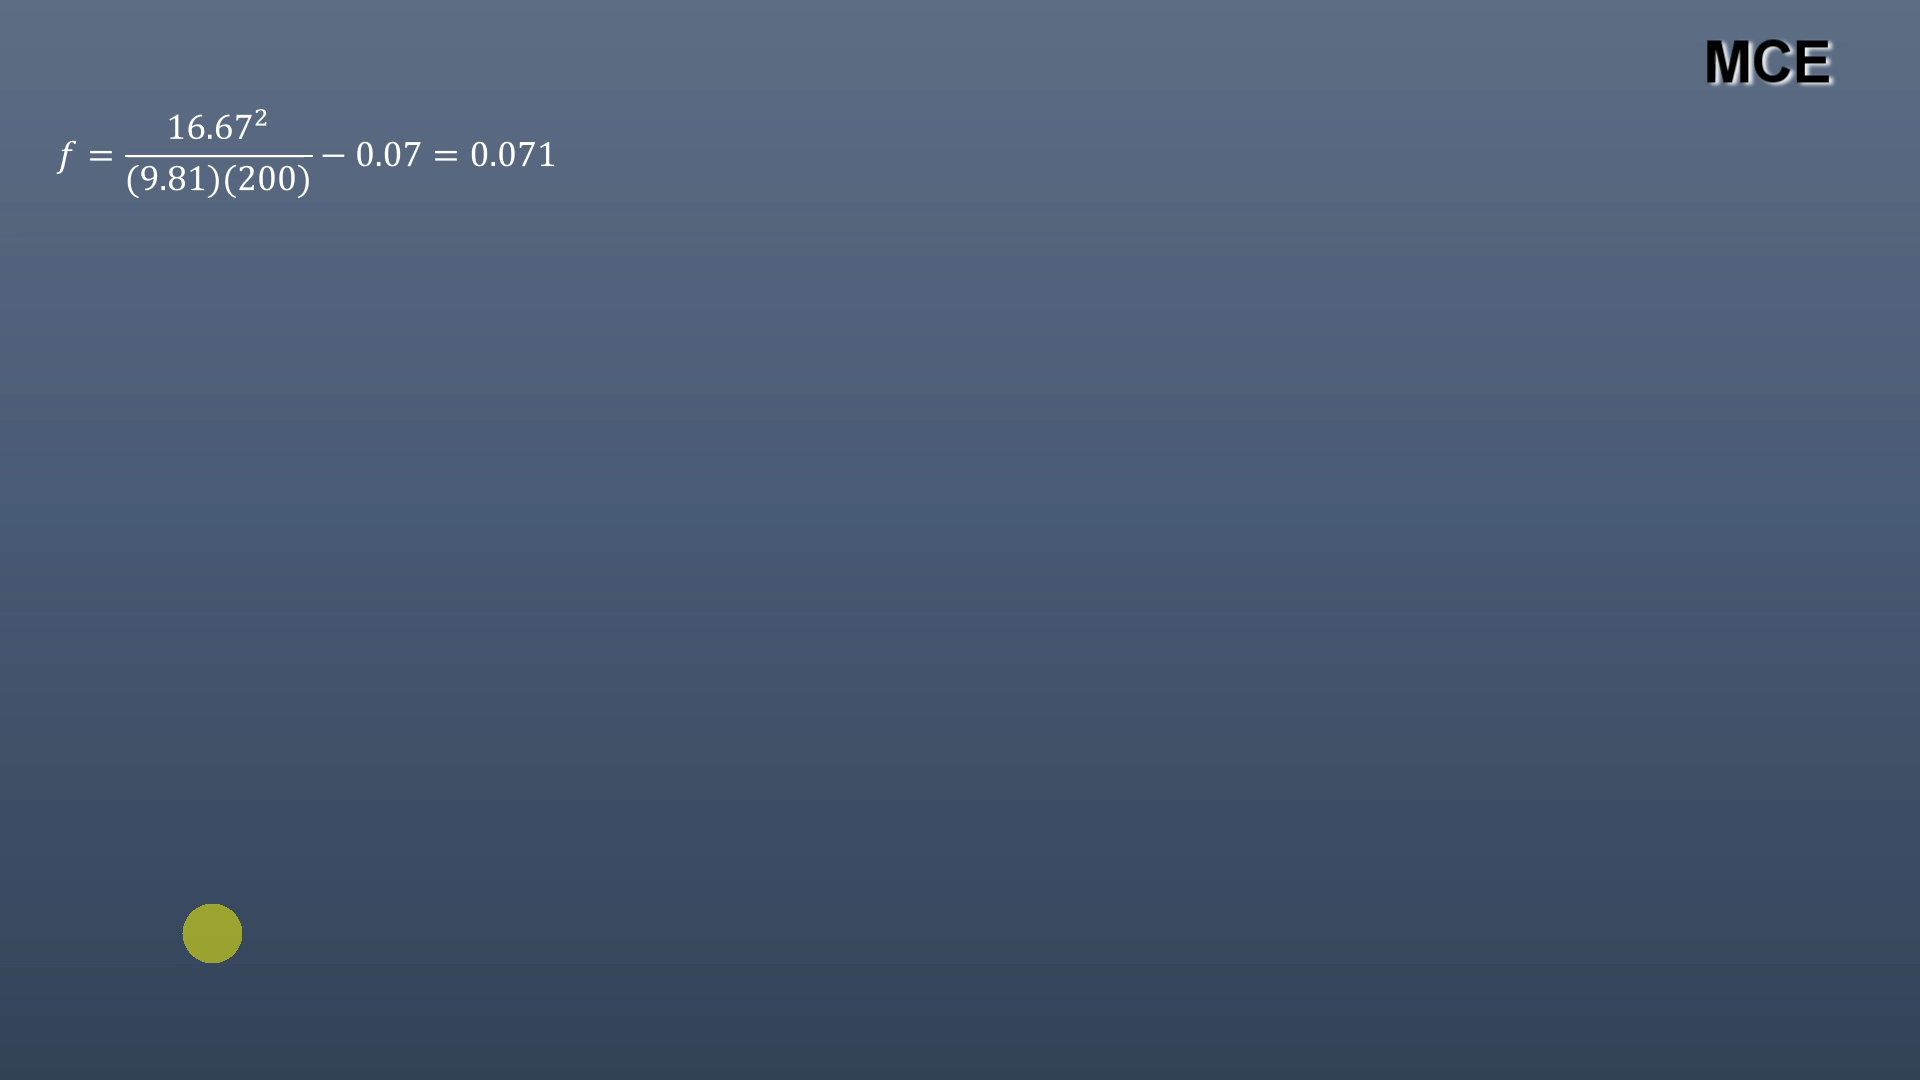 MCE
f = 16.67² / (9.81)(200) − 0.07 = 0.071